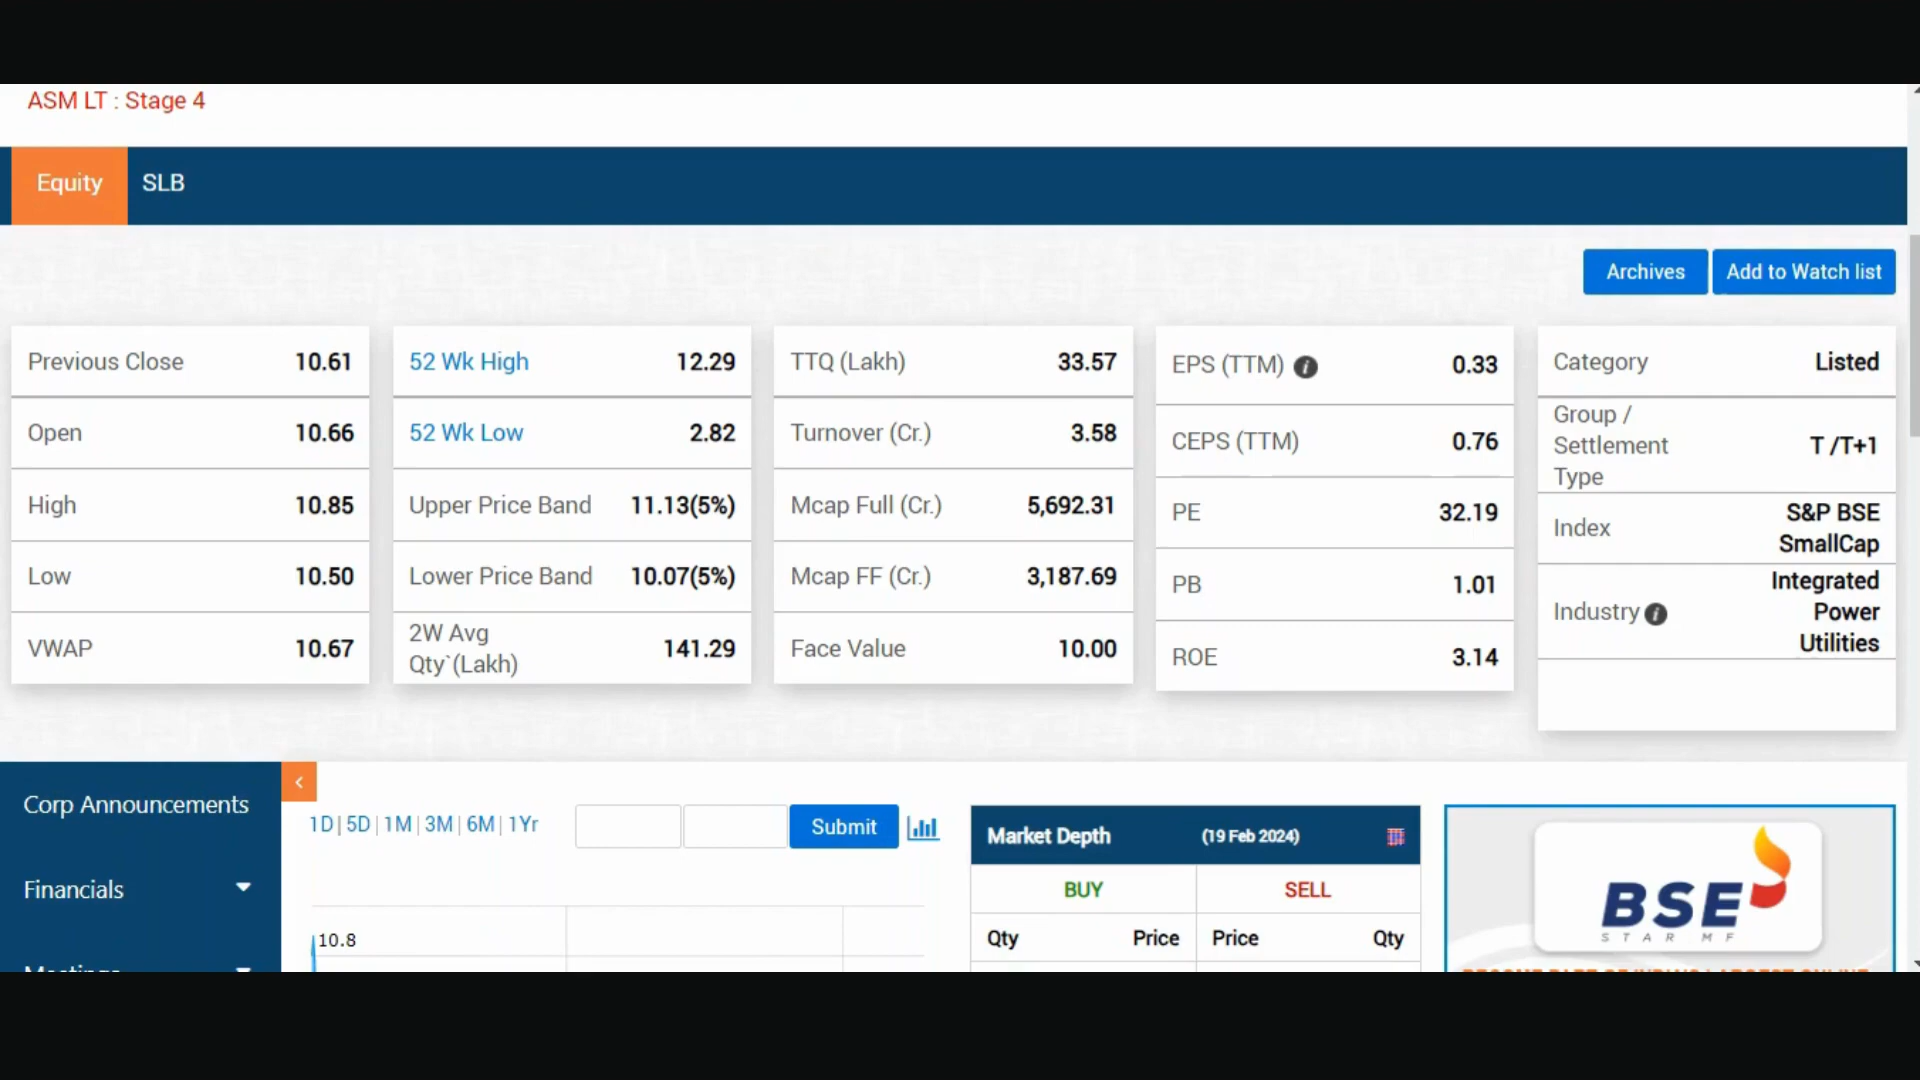 ASM LT : Stage 4
Equity SLB
Archives Add to Watch list
Previous Close 10.61
Open 10.66
High 10.85
Low 10.50
VWAP 10.67
52 Wk High 12.29
52 Wk Low 2.82
Upper Price Band 11.13(5%)
Lower Price Band 10.07(5%)
2W Avg
Qty`(Lakh) 141.29
TTQ (Lakh) 33.57
Turnover (Cr.) 3.58
Mcap Full (Cr.) 5,692.31
Mcap FF (Cr.) 3,187.69
Face Value 10.00
EPS (TTM) i 0.33
CEPS (TTM) 0.76
PE 32.19
PB 1.01
ROE 3.14
Category Listed
Group /
Settlement
Type
T /T+1
Index
S&P BSE
SmallCap
Industry i
Integrated
Power
Utilities
Corp Announcements
Financials
Meetings
1D| 5D | 1M | 3M | 6M | 1Yr
Submit
10.8
Market Depth (19 Feb 2024)
BUY SELL
Qty Price Price Qty
BSE
STAR MF
BECOME PART OF INDIA'S LARGEST ONLINE